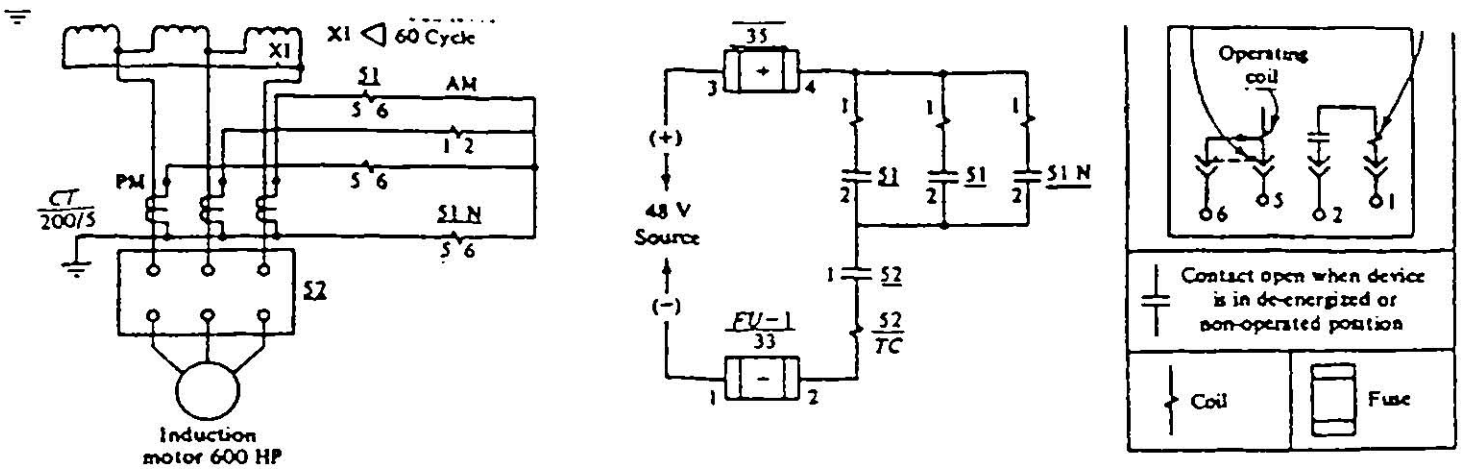 X1
X1
60 Cycle
51
5 6
AM
1 2
5 6
PM
CT
200/5
51 N
5 6
52
Induction
motor 600 HP
35
3
+
4
(+)
48 V
Source
(-)
1
1
1
2
51
2
51
2
51 N
1
52
52
TC
FU-1
33
1
-
2
Operating
coil
6
5
2
1
Contact open when device
is in de-energized or
non-operated position
Coil
Fuse